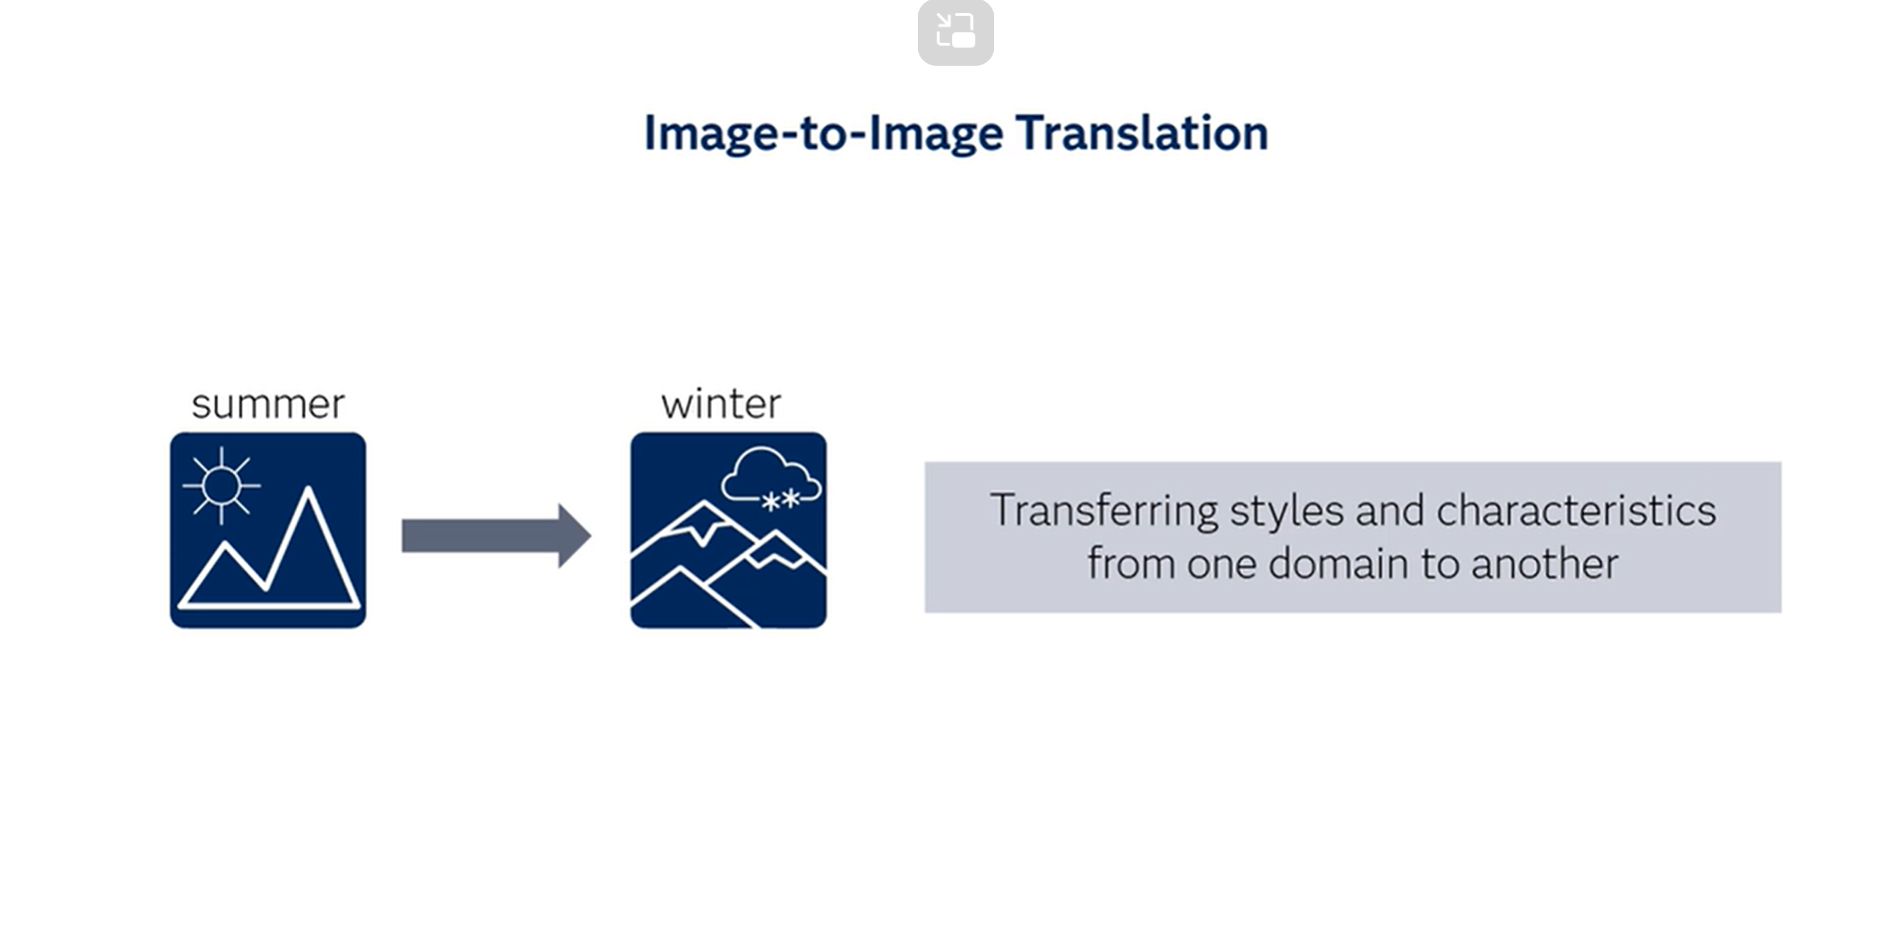 Image-to-Image Translation
summer
winter
Transferring styles and characteristics
from one domain to another